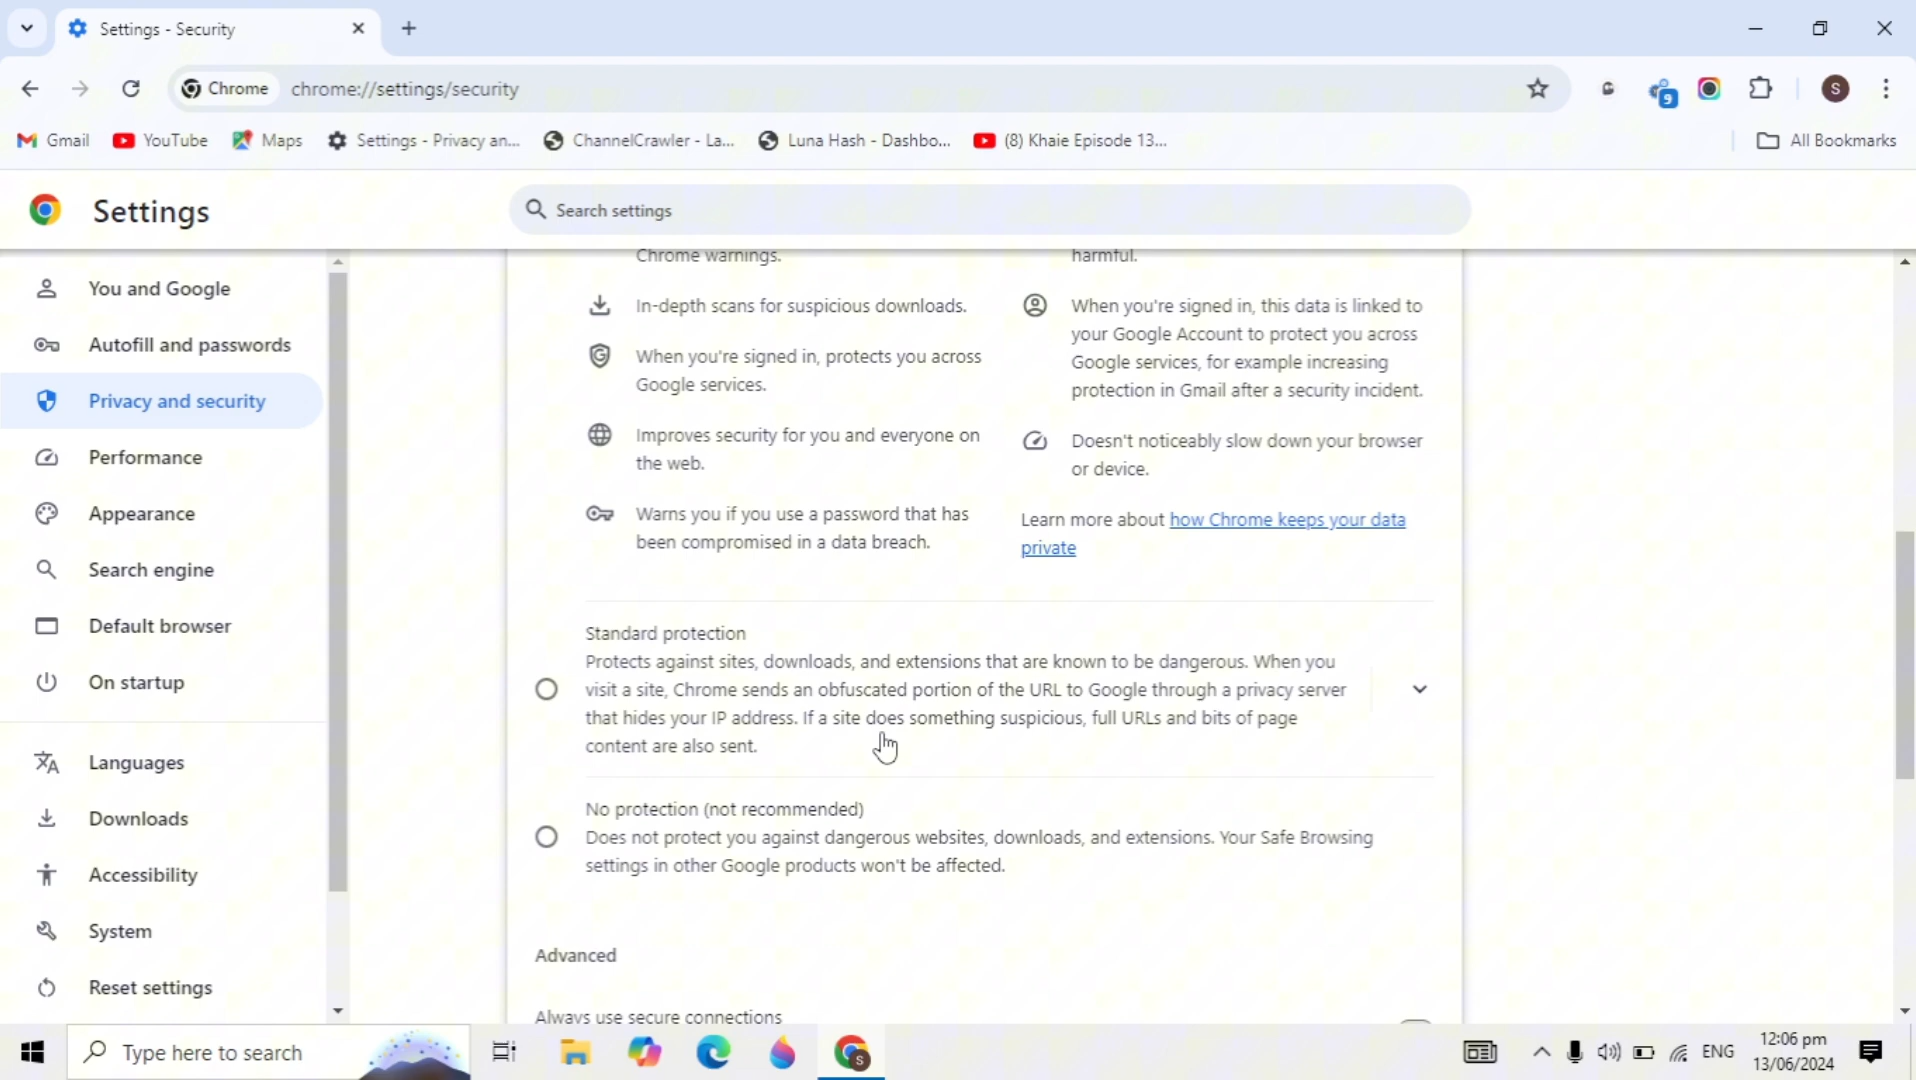 Settings - Security
Chrome
chrome://settings/security
9
S
Gmail
YouTube
Maps
Settings - Privacy an...
ChannelCrawler - La...
Luna Hash - Dashbo...
(8) Khaie Episode 13...
All Bookmarks
Settings
Search settings
You and Google
Autofill and passwords
Privacy and security
Performance
Appearance
Search engine
Default browser
On startup
Languages
Downloads
Accessibility
System
Reset settings
Chrome warnings.
In-depth scans for suspicious downloads.
When you're signed in, protects you across
Google services.
Improves security for you and everyone on
the web.
Warns you if you use a password that has
been compromised in a data breach.
harmful.
When you're signed in, this data is linked to
your Google Account to protect you across
Google services, for example increasing
protection in Gmail after a security incident.
Doesn't noticeably slow down your browser
or device.
Learn more about how Chrome keeps your data
private
Standard protection
Protects against sites, downloads, and extensions that are known to be dangerous. When you
visit a site, Chrome sends an obfuscated portion of the URL to Google through a privacy server
that hides your IP address. If a site does something suspicious, full URLs and bits of page
content are also sent.
No protection (not recommended)
Does not protect you against dangerous websites, downloads, and extensions. Your Safe Browsing
settings in other Google products won't be affected.
Advanced
Always use secure connections
Type here to search
S
ENG
12:06 pm
13/06/2024